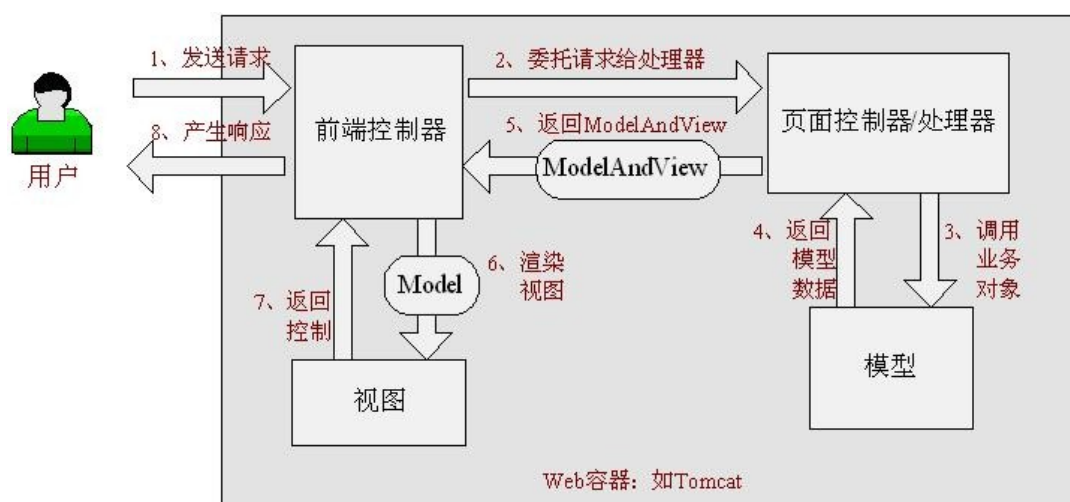 1、发送请求
2、委托请求给处理器
前端控制器
页面控制器/处理器
8、产生响应
用户
5、返回ModelAndView
ModelAndView
4、返回
模型
数据
3、调用
业务
对象
6、渲染
视图
Model
7、返回
控制
视图
模型
Web容器：如Tomcat